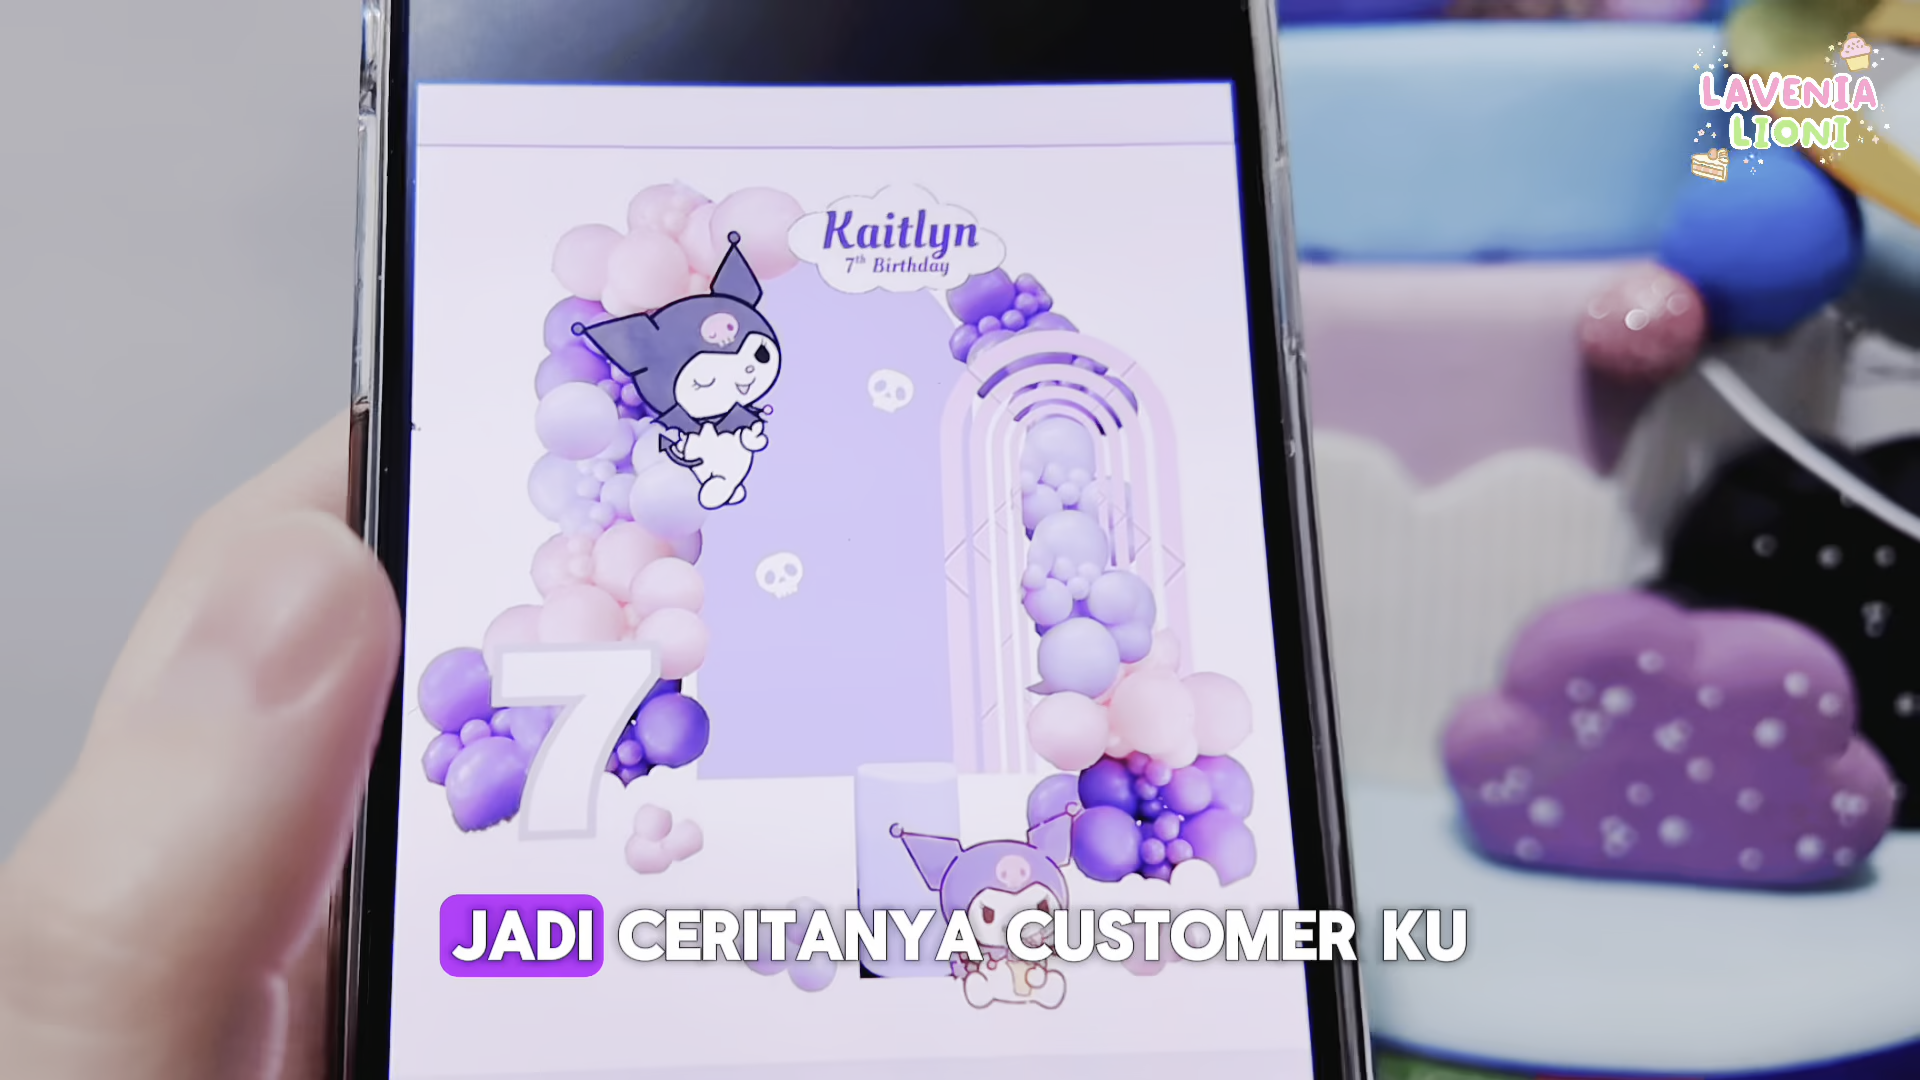 LAVENIA
LIONI
Kaitlyn
7th Birthday
7
JADI CERITANYA CUSTOMER KU